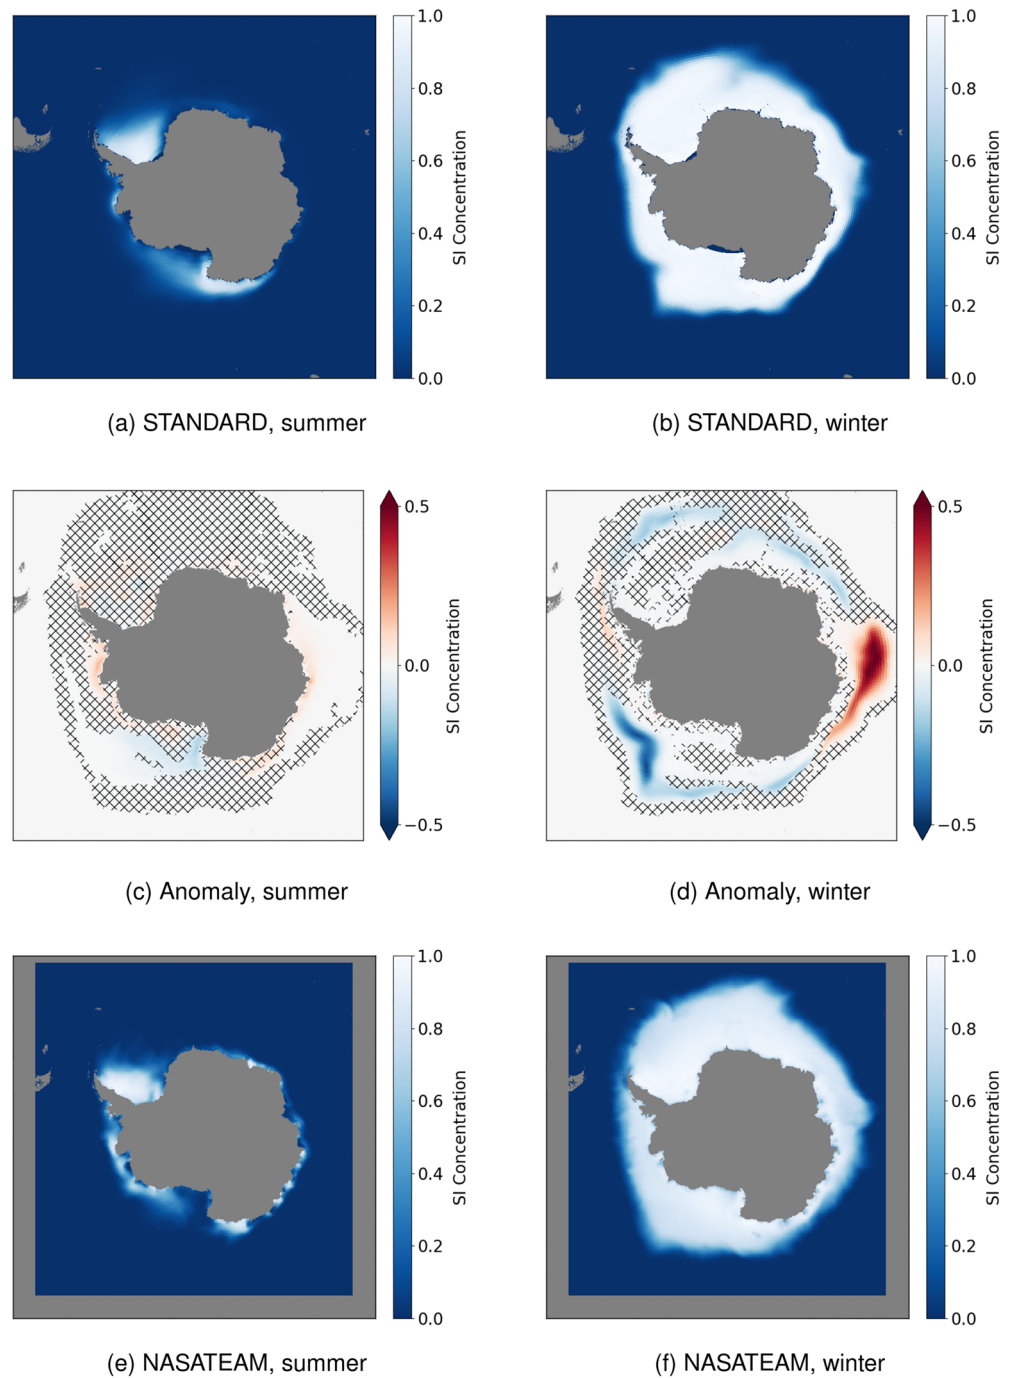 1.0
0.8
0.6
0.4
0.2
0.0
SI Concentration
(a) STANDARD, summer
1.0
0.8
0.6
0.4
0.2
0.0
SI Concentration
(b) STANDARD, winter
0.5
0.0
−0.5
SI Concentration
(c) Anomaly, summer
0.5
0.0
−0.5
SI Concentration
(d) Anomaly, winter
1.0
0.8
0.6
0.4
0.2
0.0
SI Concentration
(e) NASATEAM, summer
1.0
0.8
0.6
0.4
0.2
0.0
SI Concentration
(f) NASATEAM, winter